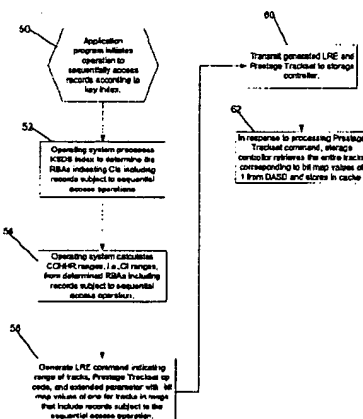 50
Application
program initiates
operation to
sequentially access
records according to
key index.
52
Operating system processes
KSDS Index to determine the
RBAs indicating CIs including
records subject to sequential
access operations
54
Operating system calculates
CCHHR ranges, i.e., CI ranges,
from determined RBAs including
records subject to sequential
access operation.
56
Generate LRE command indicating
range of tracks, Prestage Trackset op
code, and extended parameter with bit
map values of one for tracks in range
that include records subject to the
sequential access operation.
60
Transmit generated LRE and
Prestage Trackset to storage
controller.
62
In response to processing Prestage
Trackset command, storage
controller retrieves the entire tracks
corresponding to bit map values of
1 from DASD and stores in cache